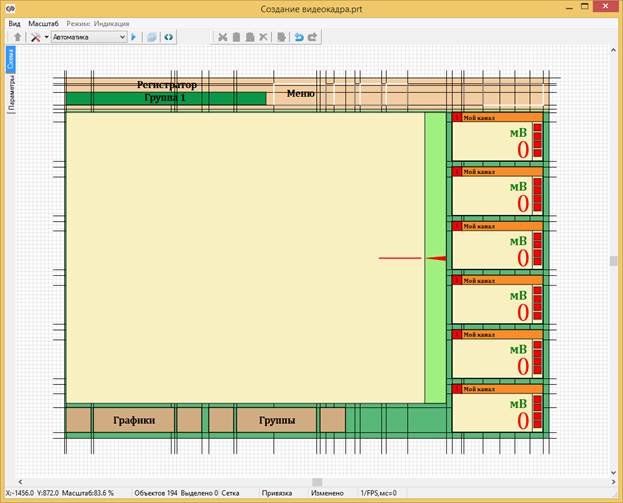 Создание видеокадра.prt
Вид Масштаб Режим: Индикация
Автоматика
Схема
Параметры
Регистратор
Группа 1
Меню
1 Мой канал
мВ
0
1 Мой канал
мВ
0
1 Мой канал
мВ
0
1 Мой канал
мВ
0
1 Мой канал
мВ
0
1 Мой канал
мВ
0
Графики
Группы
X:-1456.0 Y:872.0 Масштаб:83.6 % Объектов 194 Выделено 0 Сетка Привязка Изменено 1/FPS,мс=0